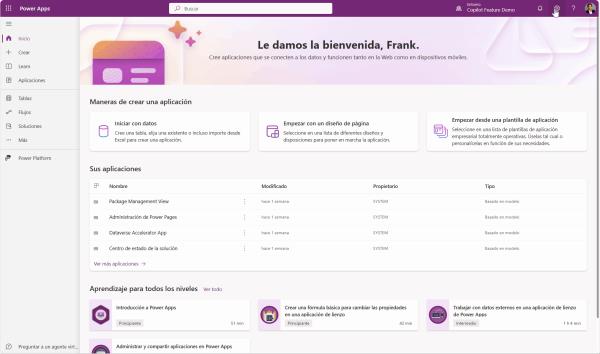 Power Apps
Buscar
Entorno
Copilot Feature Demo
?
Inicio
Crear
Learn
Aplicaciones
Tablas
Flujos
Soluciones
Más
Power Platform
Preguntar a un agente virt...
Le damos la bienvenida, Frank.
Cree aplicaciones que se conecten a los datos y funcionen tanto en la Web como en dispositivos móviles.
Maneras de crear una aplicación
Iniciar con datos
Cree una tabla, elija una existente o incluso importe desde
Excel para crear una aplicación.
Empezar con un diseño de página
Seleccione en una lista de diferentes diseños y
disposiciones para poner en marcha la aplicación.
Empezar desde una plantilla de aplicación
Seleccione en una lista de plantillas de aplicación
empresarial totalmente operativas. Úselas tal cual o
personalícelas en función de sus necesidades.
Sus aplicaciones
Nombre Modificado Propietario Tipo
Package Management View hace 1 semana SYSTEM Basado en modelo
Administración de Power Pages hace 1 semana SYSTEM Basado en modelo
Dataverse Accelerator App hace 1 semana SYSTEM Basado en modelo
Centro de estado de la solución hace 1 semana SYSTEM Basado en modelo
Ver más aplicaciones →
Aprendizaje para todos los niveles Ver todo
Introducción a Power Apps
Principiante 51 min
Crear una fórmula básica para cambiar las propiedades
en una aplicación de lienzo
Principiante 42 min
Trabajar con datos externos en una aplicación de lienzo
de Power Apps
Intermedio 1 h 4 min
Administrar y compartir aplicaciones en Power Apps